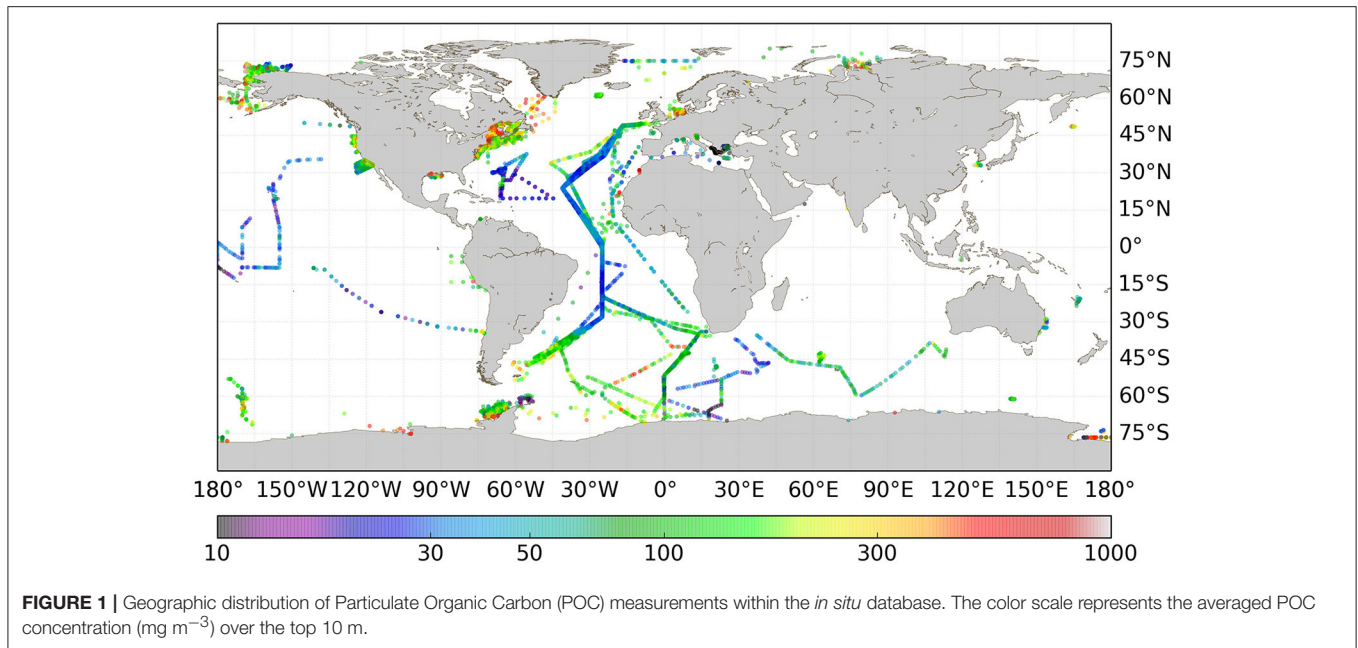 75°N
60°N
45°N
30°N
15°N
0°
15°S
30°S
45°S
60°S
75°S
180° 150°W 120°W 90°W 60°W 30°W 0° 30°E 60°E 90°E 120°E 150°E 180°
10 30 50 100 300 1000
FIGURE 1 | Geographic distribution of Particulate Organic Carbon (POC) measurements within the in situ database. The color scale represents the averaged POC
concentration (mg m−3) over the top 10 m.